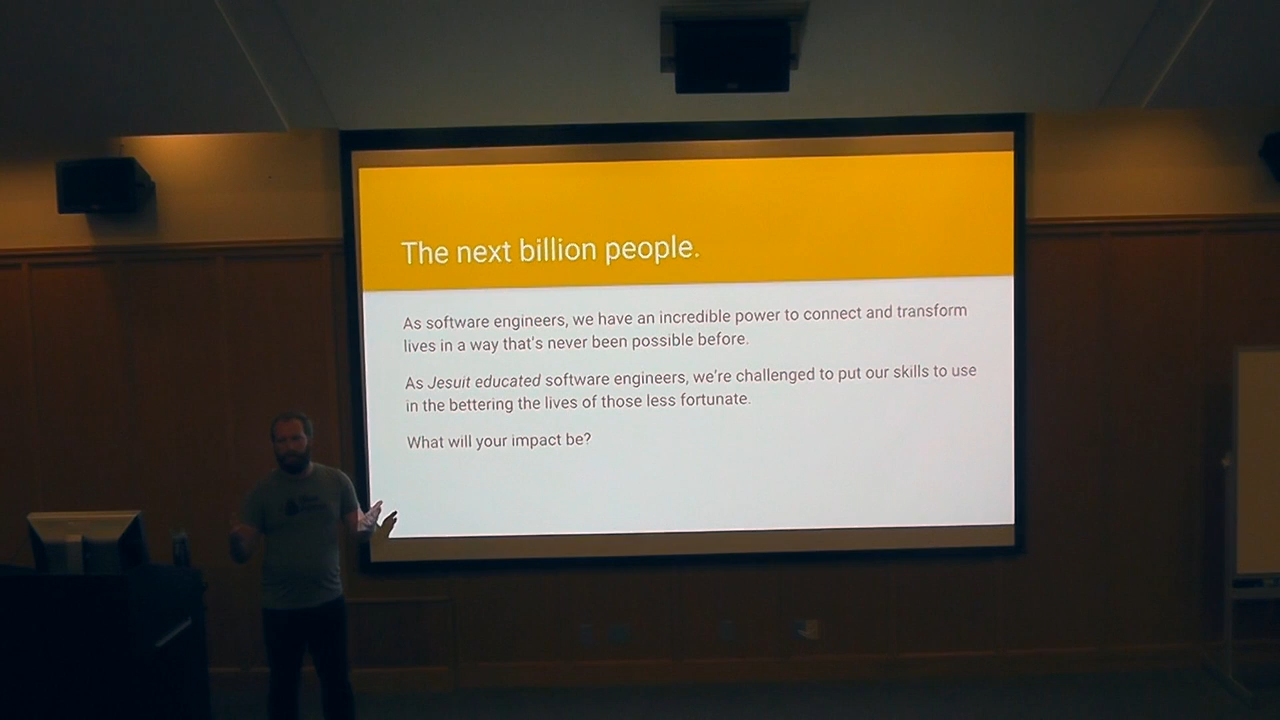 The next billion people.
As software engineers, we have an incredible power to connect and transform
lives in a way that's never been possible before.
As Jesuit educated software engineers, we're challenged to put our skills to use
in the bettering the lives of those less fortunate.
What will your impact be?